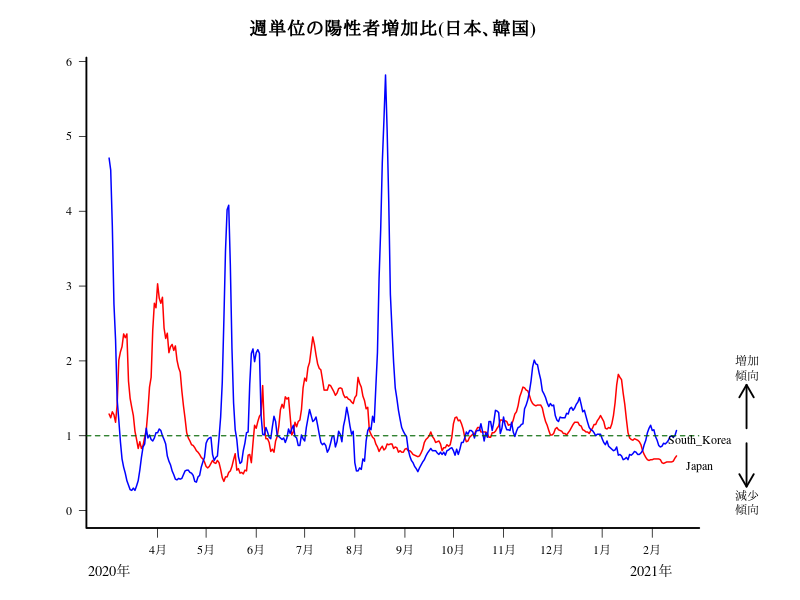 週単位の陽性者増加比(日本､韓国)
6
5
4
3
2
1
0
増加
傾向
South_Korea
Japan
減少
傾向
4月 5月 6月 7月 8月 9月 10月 11月 12月 1月 2月
2020年 2021年